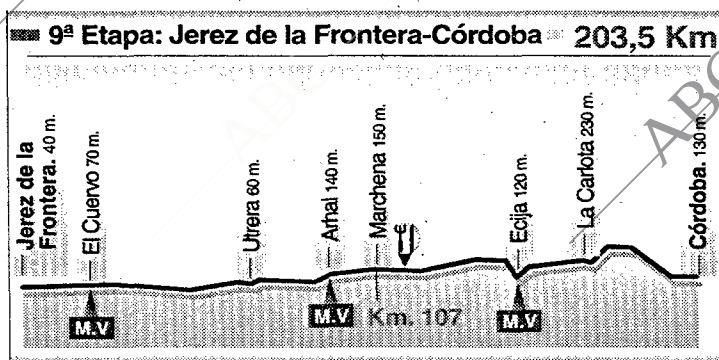 9ª Etapa: Jerez de la Frontera-Córdoba 203,5 Km
Jerez de la
Frontera. 40 m.
El Cuervo 70 m.
Utrera 60 m.
Arhal 140 m.
Marchena 150 m.
Ecija 120 m.
La Carlota 230 m.
Córdoba. 130 m.
M.V
M.V
Km. 107
M.V
ABC